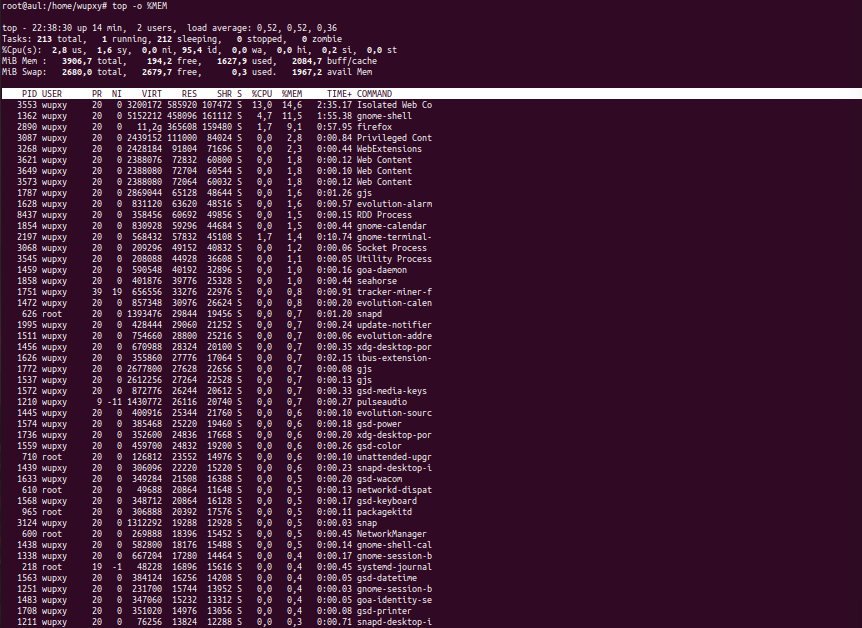 root@aul:/home/wupxy# top -o %MEM
top - 22:38:30 up 14 min,  2 users,  load average: 0,52, 0,52, 0,36
Tasks: 213 total,   1 running, 212 sleeping,   0 stopped,   0 zombie
%Cpu(s):  2,8 us,  1,6 sy,  0,0 ni, 95,4 id,  0,0 wa,  0,0 hi,  0,2 si,  0,0 st
MiB Mem :   3906,7 total,    194,2 free,   1627,9 used,   2084,7 buff/cache
MiB Swap:   2680,0 total,   2679,7 free,      0,3 used.   1967,2 avail Mem
PID USER PR NI VIRT RES SHR S %CPU %MEM TIME+ COMMAND
3553 wupxy 20 0 3200172 585920 107472 S 13,0 14,6 2:35.17 Isolated Web Co
1362 wupxy 20 0 5152212 458096 161112 S 4,7 11,5 1:55.38 gnome-shell
2890 wupxy 20 0 11,2g 365608 159480 S 1,7 9,1 0:57.95 firefox
3087 wupxy 20 0 2439152 111000 84024 S 0,0 2,8 0:00.84 Privileged Cont
3268 wupxy 20 0 2428184 91804 71696 S 0,0 2,3 0:00.44 WebExtensions
3621 wupxy 20 0 2388076 72832 60800 S 0,0 1,8 0:00.12 Web Content
3649 wupxy 20 0 2388080 72704 60544 S 0,0 1,8 0:00.10 Web Content
3573 wupxy 20 0 2388080 72064 60032 S 0,0 1,8 0:00.12 Web Content
1787 wupxy 20 0 2869044 65128 48644 S 0,0 1,6 0:01.26 gjs
1628 wupxy 20 0 831120 63620 48516 S 0,0 1,6 0:00.57 evolution-alarm
8437 wupxy 20 0 358456 60692 49856 S 0,0 1,5 0:00.15 RDD Process
1854 wupxy 20 0 830928 59296 44684 S 0,0 1,5 0:00.44 gnome-calendar
2197 wupxy 20 0 568432 57832 45108 S 1,7 1,4 0:10.74 gnome-terminal-
3068 wupxy 20 0 209296 49152 40832 S 0,0 1,2 0:00.06 Socket Process
3545 wupxy 20 0 208088 44928 36608 S 0,0 1,1 0:00.05 Utility Process
1459 wupxy 20 0 590548 40192 32896 S 0,0 1,0 0:00.16 goa-daemon
1858 wupxy 20 0 401876 39776 25328 S 0,0 1,0 0:00.44 seahorse
1751 wupxy 39 19 656556 33276 22976 S 0,0 0,8 0:00.91 tracker-miner-f
1472 wupxy 20 0 857348 30976 26624 S 0,0 0,8 0:00.20 evolution-calen
626 root 20 0 1393476 29844 19456 S 0,0 0,7 0:01.20 snapd
1995 wupxy 20 0 428444 29060 21252 S 0,0 0,7 0:00.24 update-notifier
1511 wupxy 20 0 754660 28800 25216 S 0,0 0,7 0:00.06 evolution-addre
1456 wupxy 20 0 670988 28324 20100 S 0,0 0,7 0:00.35 xdg-desktop-por
1626 wupxy 20 0 355860 27776 17064 S 0,0 0,7 0:02.15 ibus-extension-
1772 wupxy 20 0 2677800 27628 22656 S 0,0 0,7 0:00.08 gjs
1537 wupxy 20 0 2612256 27264 22528 S 0,0 0,7 0:00.13 gjs
1572 wupxy 20 0 872776 26244 20612 S 0,0 0,7 0:00.33 gsd-media-keys
1210 wupxy 9 -11 1430772 26116 20740 S 0,0 0,7 0:00.27 pulseaudio
1445 wupxy 20 0 400916 25344 21760 S 0,0 0,6 0:00.10 evolution-sourc
1574 wupxy 20 0 385468 25220 19460 S 0,0 0,6 0:00.18 gsd-power
1736 wupxy 20 0 352600 24836 17668 S 0,0 0,6 0:00.20 xdg-desktop-por
1559 wupxy 20 0 459700 24832 19200 S 0,0 0,6 0:00.26 gsd-color
710 root 20 0 126812 23552 14976 S 0,0 0,6 0:00.10 unattended-upgr
1439 wupxy 20 0 306096 22220 15220 S 0,0 0,6 0:00.23 snapd-desktop-i
1633 wupxy 20 0 349284 21508 16388 S 0,0 0,5 0:00.20 gsd-wacom
610 root 20 0 49688 20864 11648 S 0,0 0,5 0:00.13 networkd-dispat
1568 wupxy 20 0 348712 20864 16128 S 0,0 0,5 0:00.17 gsd-keyboard
965 root 20 0 306888 20392 17576 S 0,0 0,5 0:00.11 packagekitd
3124 wupxy 20 0 1312292 19288 12928 S 0,0 0,5 0:00.03 snap
600 root 20 0 269888 18396 15452 S 0,0 0,5 0:00.45 NetworkManager
1438 wupxy 20 0 582800 18176 15488 S 0,0 0,5 0:00.14 gnome-shell-cal
1338 wupxy 20 0 667204 17280 14464 S 0,0 0,4 0:00.17 gnome-session-b
218 root 19 -1 48228 16896 15616 S 0,0 0,4 0:00.45 systemd-journal
1563 wupxy 20 0 384124 16256 14208 S 0,0 0,4 0:00.05 gsd-datetime
1251 wupxy 20 0 231700 15744 13952 S 0,0 0,4 0:00.03 gnome-session-b
1483 wupxy 20 0 347060 15232 13312 S 0,0 0,4 0:00.05 goa-identity-se
1708 wupxy 20 0 351020 14976 13056 S 0,0 0,4 0:00.08 gsd-printer
1211 wupxy 20 0 76256 13824 12288 S 0,0 0,3 0:00.71 snapd-desktop-i